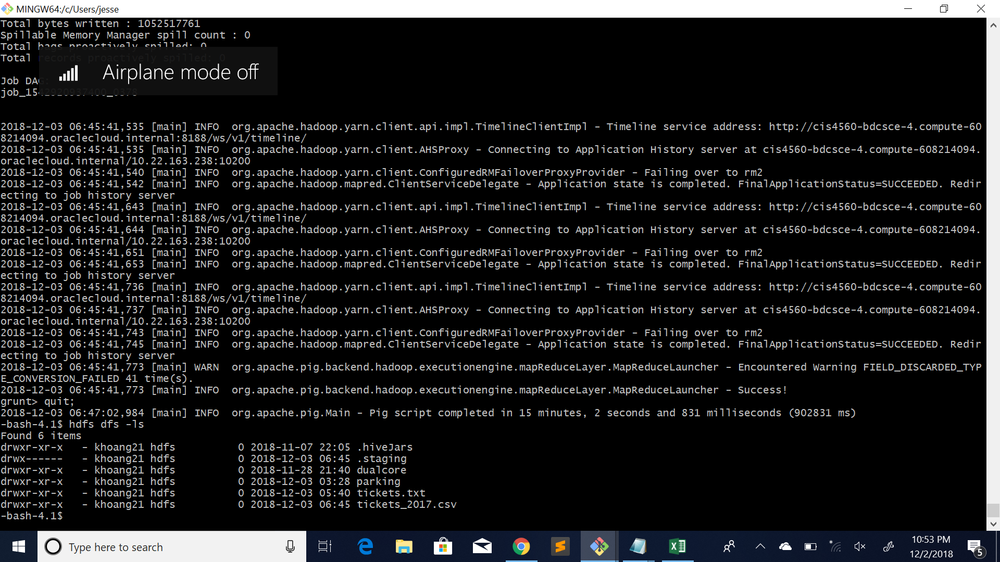 MINGW64:/c/Users/jesse
Total bytes written : 1052517761
Spillable Memory Manager spill count : 0
Total bags proactively spilled: 0
Total records proactively spilled: 0
Airplane mode off
Job DAG:
job_1542920937400_0378
2018-12-03 06:45:41,535 [main] INFO  org.apache.hadoop.yarn.client.api.impl.TimelineClientImpl - Timeline service address: http://cis4560-bdcsce-4.compute-60
8214094.oraclecloud.internal:8188/ws/v1/timeline/
2018-12-03 06:45:41,535 [main] INFO  org.apache.hadoop.yarn.client.AHSProxy - Connecting to Application History server at cis4560-bdcsce-4.compute-608214094.
oraclecloud.internal/10.22.163.238:10200
2018-12-03 06:45:41,540 [main] INFO  org.apache.hadoop.yarn.client.ConfiguredRMFailoverProxyProvider - Failing over to rm2
2018-12-03 06:45:41,542 [main] INFO  org.apache.hadoop.mapred.ClientServiceDelegate - Application state is completed. FinalApplicationStatus=SUCCEEDED. Redir
ecting to job history server
2018-12-03 06:45:41,643 [main] INFO  org.apache.hadoop.yarn.client.api.impl.TimelineClientImpl - Timeline service address: http://cis4560-bdcsce-4.compute-60
8214094.oraclecloud.internal:8188/ws/v1/timeline/
2018-12-03 06:45:41,644 [main] INFO  org.apache.hadoop.yarn.client.AHSProxy - Connecting to Application History server at cis4560-bdcsce-4.compute-608214094.
oraclecloud.internal/10.22.163.238:10200
2018-12-03 06:45:41,651 [main] INFO  org.apache.hadoop.yarn.client.ConfiguredRMFailoverProxyProvider - Failing over to rm2
2018-12-03 06:45:41,653 [main] INFO  org.apache.hadoop.mapred.ClientServiceDelegate - Application state is completed. FinalApplicationStatus=SUCCEEDED. Redir
ecting to job history server
2018-12-03 06:45:41,736 [main] INFO  org.apache.hadoop.yarn.client.api.impl.TimelineClientImpl - Timeline service address: http://cis4560-bdcsce-4.compute-60
8214094.oraclecloud.internal:8188/ws/v1/timeline/
2018-12-03 06:45:41,737 [main] INFO  org.apache.hadoop.yarn.client.AHSProxy - Connecting to Application History server at cis4560-bdcsce-4.compute-608214094.
oraclecloud.internal/10.22.163.238:10200
2018-12-03 06:45:41,743 [main] INFO  org.apache.hadoop.yarn.client.ConfiguredRMFailoverProxyProvider - Failing over to rm2
2018-12-03 06:45:41,745 [main] INFO  org.apache.hadoop.mapred.ClientServiceDelegate - Application state is completed. FinalApplicationStatus=SUCCEEDED. Redir
ecting to job history server
2018-12-03 06:45:41,773 [main] WARN  org.apache.pig.backend.hadoop.executionengine.mapReduceLayer.MapReduceLauncher - Encountered Warning FIELD_DISCARDED_TYP
E_CONVERSION_FAILED 41 time(s).
2018-12-03 06:45:41,773 [main] INFO  org.apache.pig.backend.hadoop.executionengine.mapReduceLayer.MapReduceLauncher - Success!
grunt> quit;
2018-12-03 06:47:02,984 [main] INFO  org.apache.pig.Main - Pig script completed in 15 minutes, 2 seconds and 831 milliseconds (902831 ms)
-bash-4.1$ hdfs dfs -ls
Found 6 items
drwxr-xr-x   - khoang21 hdfs          0 2018-11-07 22:05 .hiveJars
drwx------   - khoang21 hdfs          0 2018-12-03 06:45 .staging
drwxr-xr-x   - khoang21 hdfs          0 2018-11-28 21:40 dualcore
drwxr-xr-x   - khoang21 hdfs          0 2018-12-03 03:28 parking
drwxr-xr-x   - khoang21 hdfs          0 2018-12-03 05:40 tickets.txt
drwxr-xr-x   - khoang21 hdfs          0 2018-12-03 06:45 tickets_2017.csv
-bash-4.1$
Type here to search
10:53 PM
12/2/2018
5